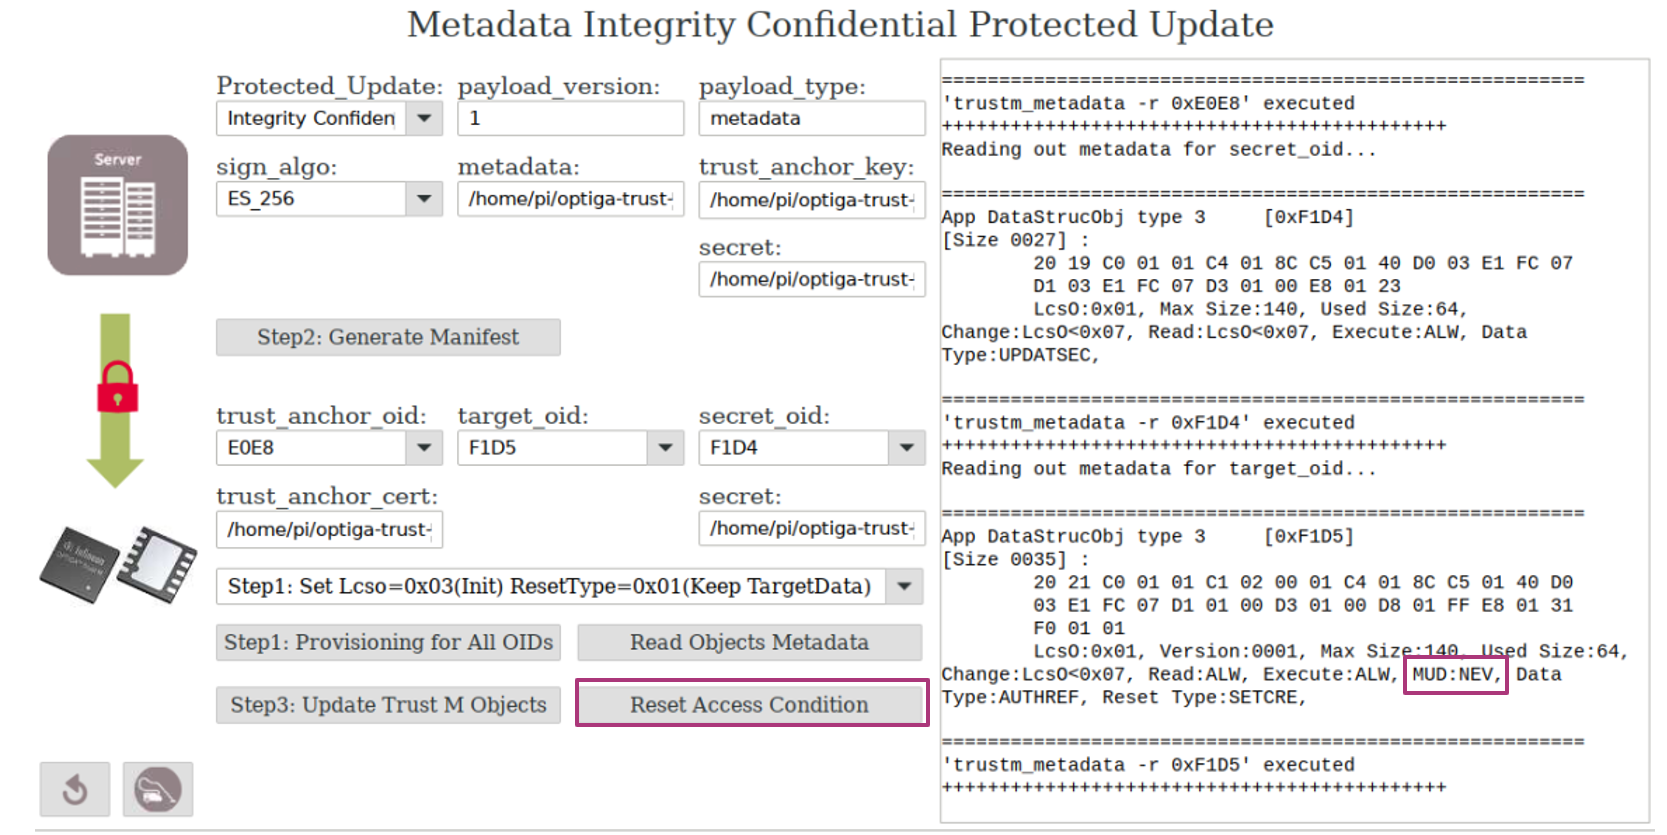 Metadata Integrity Confidential Protected Update
Protected_Update: payload_version: payload_type:
Integrity Confiden 1 metadata
sign_algo: metadata: trust_anchor_key:
ES_256 /home/pi/optiga-trust- /home/pi/optiga-trust-
secret:
/home/pi/optiga-trust-
Server
Step2: Generate Manifest
trust_anchor_oid: target_oid: secret_oid:
E0E8 F1D5 F1D4
trust_anchor_cert: secret:
/home/pi/optiga-trust- /home/pi/optiga-trust-
Infineon
Step1: Set Lcso=0x03(Init) ResetType=0x01(Keep TargetData)
Step1: Provisioning for All OIDs Read Objects Metadata
Step3: Update Trust M Objects Reset Access Condition
========================================================
'trustm_metadata -r 0xE0E8' executed
++++++++++++++++++++++++++++++++++++++++++++
Reading out metadata for secret_oid...
========================================================
App DataStrucObj type 3     [0xF1D4]
[Size 0027] :
20 19 C0 01 01 C4 01 8C C5 01 40 D0 03 E1 FC 07
D1 03 E1 FC 07 D3 01 00 E8 01 23
LcsO:0x01, Max Size:140, Used Size:64,
Change:LcsO<0x07, Read:LcsO<0x07, Execute:ALW, Data
Type:UPDATSEC,
========================================================
'trustm_metadata -r 0xF1D4' executed
++++++++++++++++++++++++++++++++++++++++++++
Reading out metadata for target_oid...
========================================================
App DataStrucObj type 3     [0xF1D5]
[Size 0035] :
20 21 C0 01 01 C1 02 00 01 C4 01 8C C5 01 40 D0
03 E1 FC 07 D1 01 00 D3 01 00 D8 01 FF E8 01 31
F0 01 01
LcsO:0x01, Version:0001, Max Size:140, Used Size:64,
Change:LcsO<0x07, Read:ALW, Execute:ALW, MUD:NEV, Data
Type:AUTHREF, Reset Type:SETCRE,
========================================================
'trustm_metadata -r 0xF1D5' executed
++++++++++++++++++++++++++++++++++++++++++++